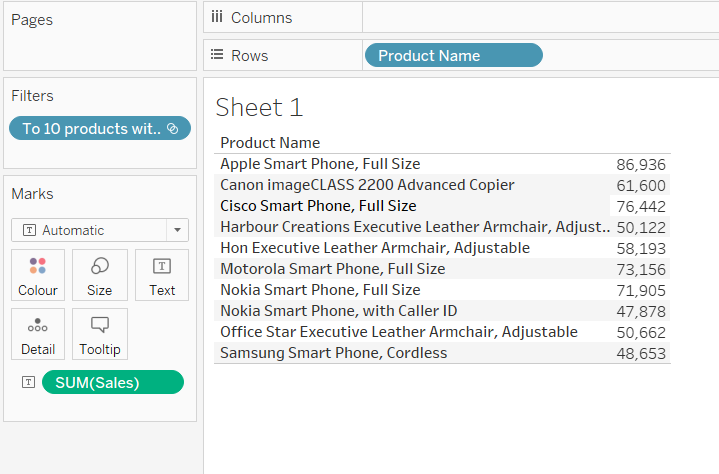 Pages
Columns
Rows
Product Name
Filters
To 10 products wit..
Marks
T Automatic
Colour
Size
T
Text
Detail
Tooltip
T SUM(Sales)
Sheet 1
Product Name
Apple Smart Phone, Full Size 86,936
Canon imageCLASS 2200 Advanced Copier 61,600
Cisco Smart Phone, Full Size 76,442
Harbour Creations Executive Leather Armchair, Adjust.. 50,122
Hon Executive Leather Armchair, Adjustable 58,193
Motorola Smart Phone, Full Size 73,156
Nokia Smart Phone, Full Size 71,905
Nokia Smart Phone, with Caller ID 47,878
Office Star Executive Leather Armchair, Adjustable 50,662
Samsung Smart Phone, Cordless 48,653